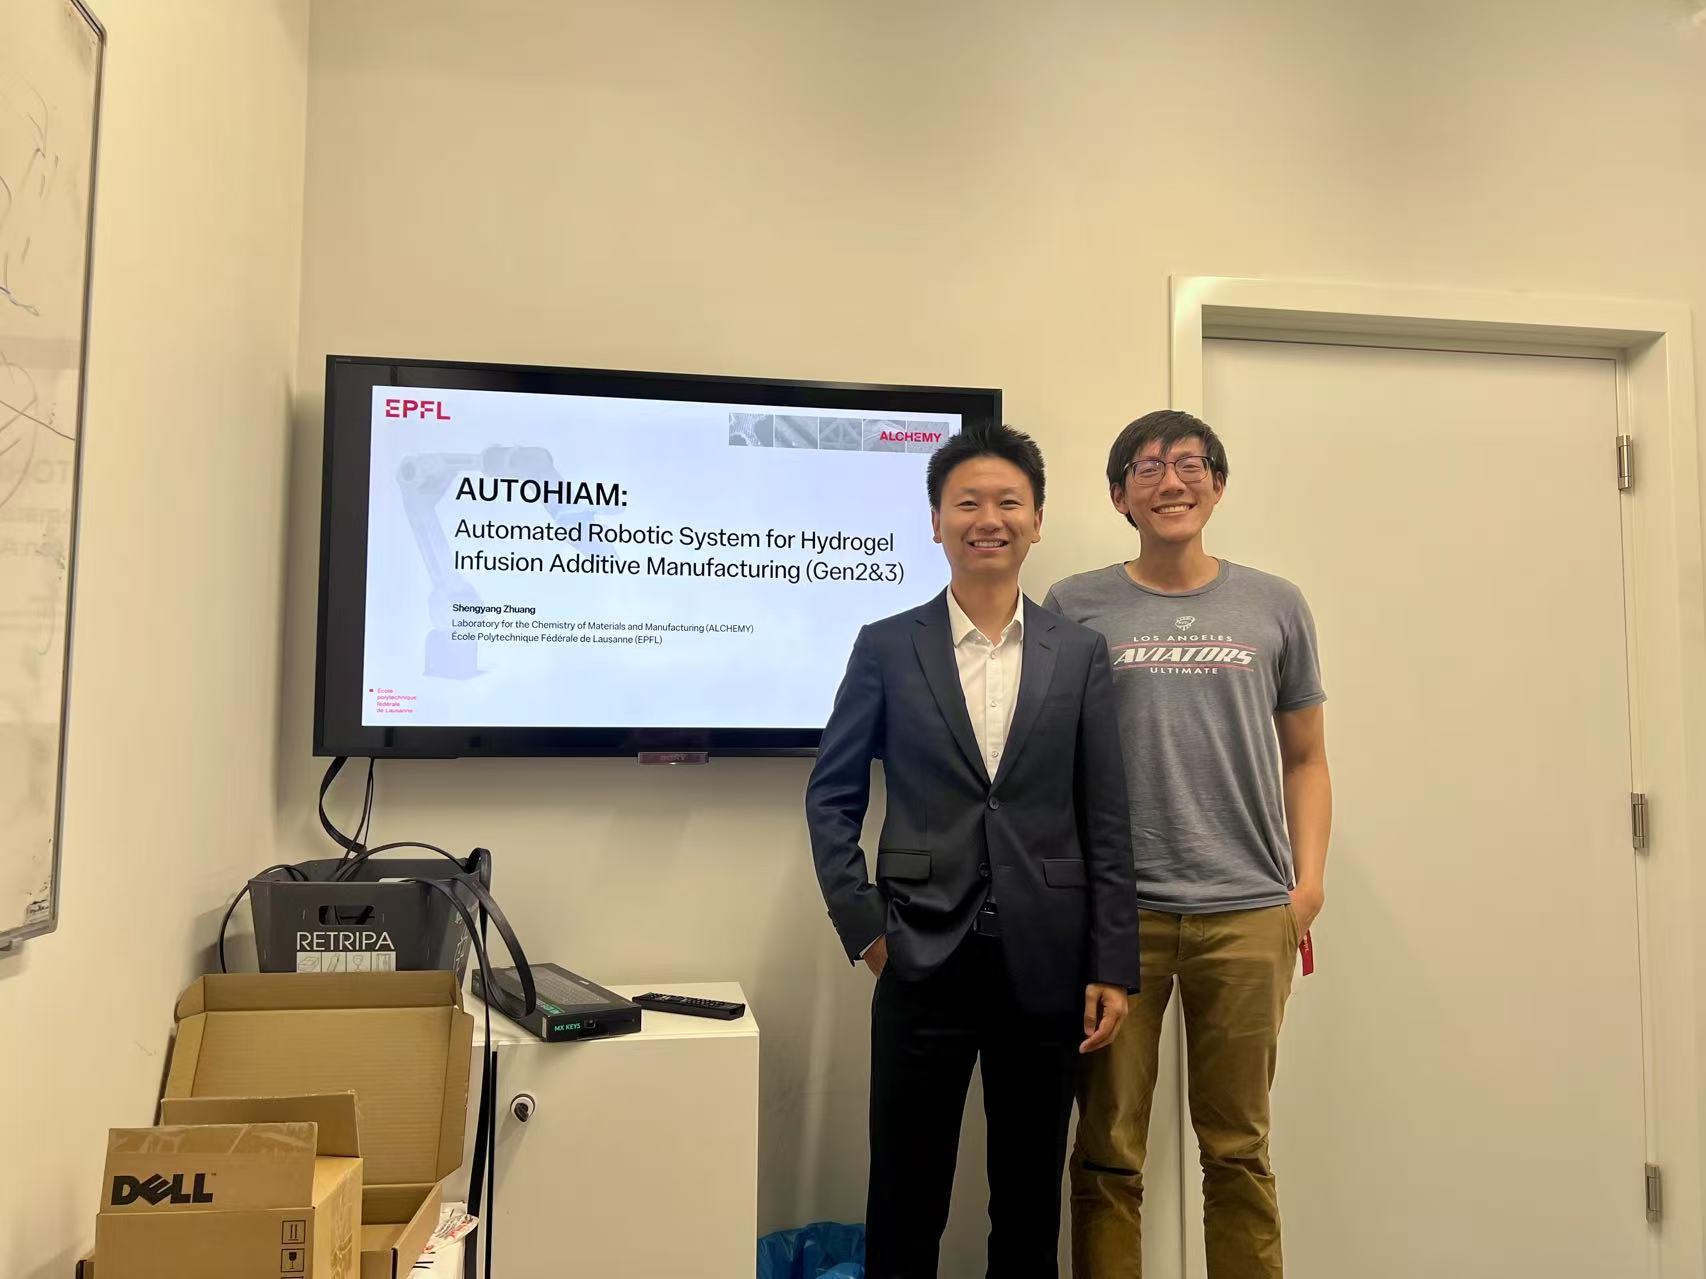 EPFL
ALCHEMY
AUTOHIAM:
Automated Robotic System for Hydrogel
Infusion Additive Manufacturing (Gen2&3)
Shengyang Zhuang
Laboratory for the Chemistry of Materials and Manufacturing (ALCHEMY)
École Polytechnique Fédérale de Lausanne (EPFL)
École
polytechnique
fédérale
de Lausanne
SONY
LOS ANGELES
AVIATORS
ULTIMATE
RETRIPA
MX KEYS
DELL
EPFL